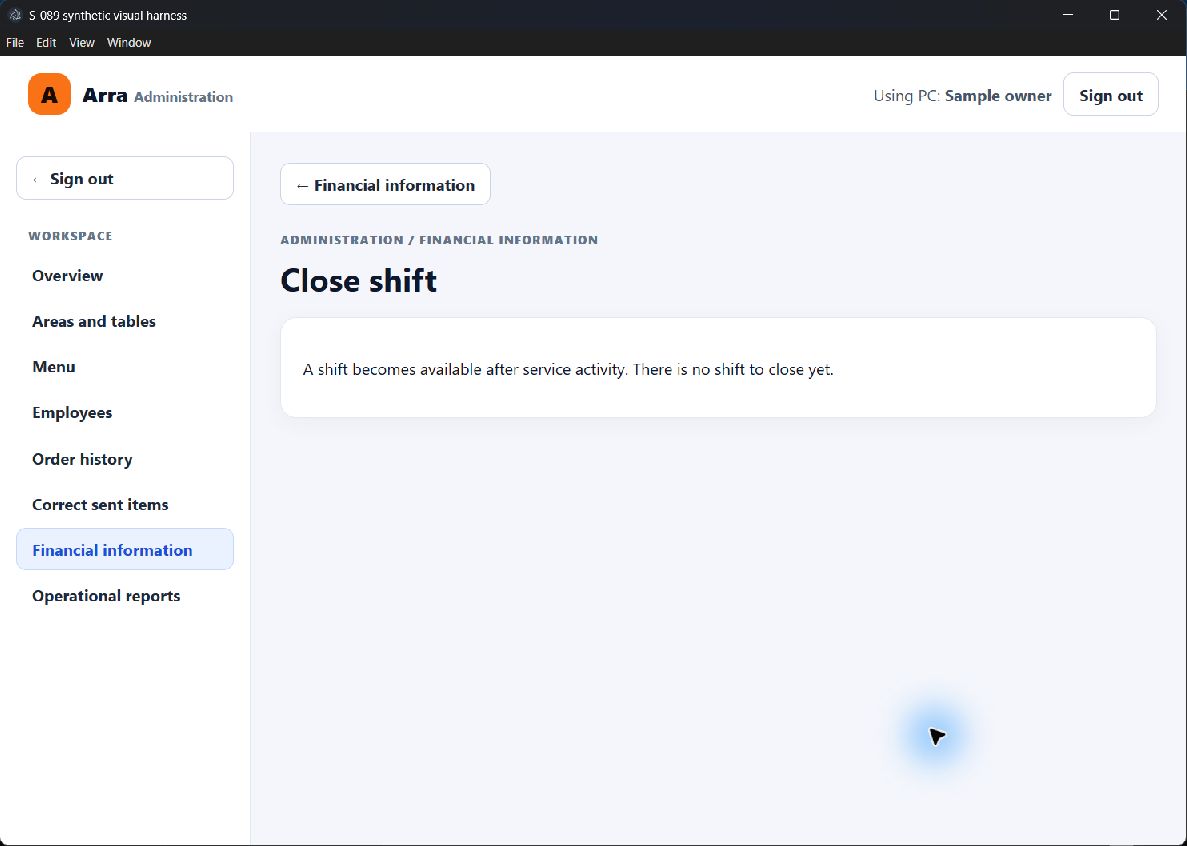 S-089 synthetic visual harness
File Edit View Window
A Arra Administration
Using PC: Sample owner
Sign out
← Sign out
WORKSPACE
Overview
Areas and tables
Menu
Employees
Order history
Correct sent items
Financial information
Operational reports
← Financial information
ADMINISTRATION / FINANCIAL INFORMATION
Close shift
A shift becomes available after service activity. There is no shift to close yet.